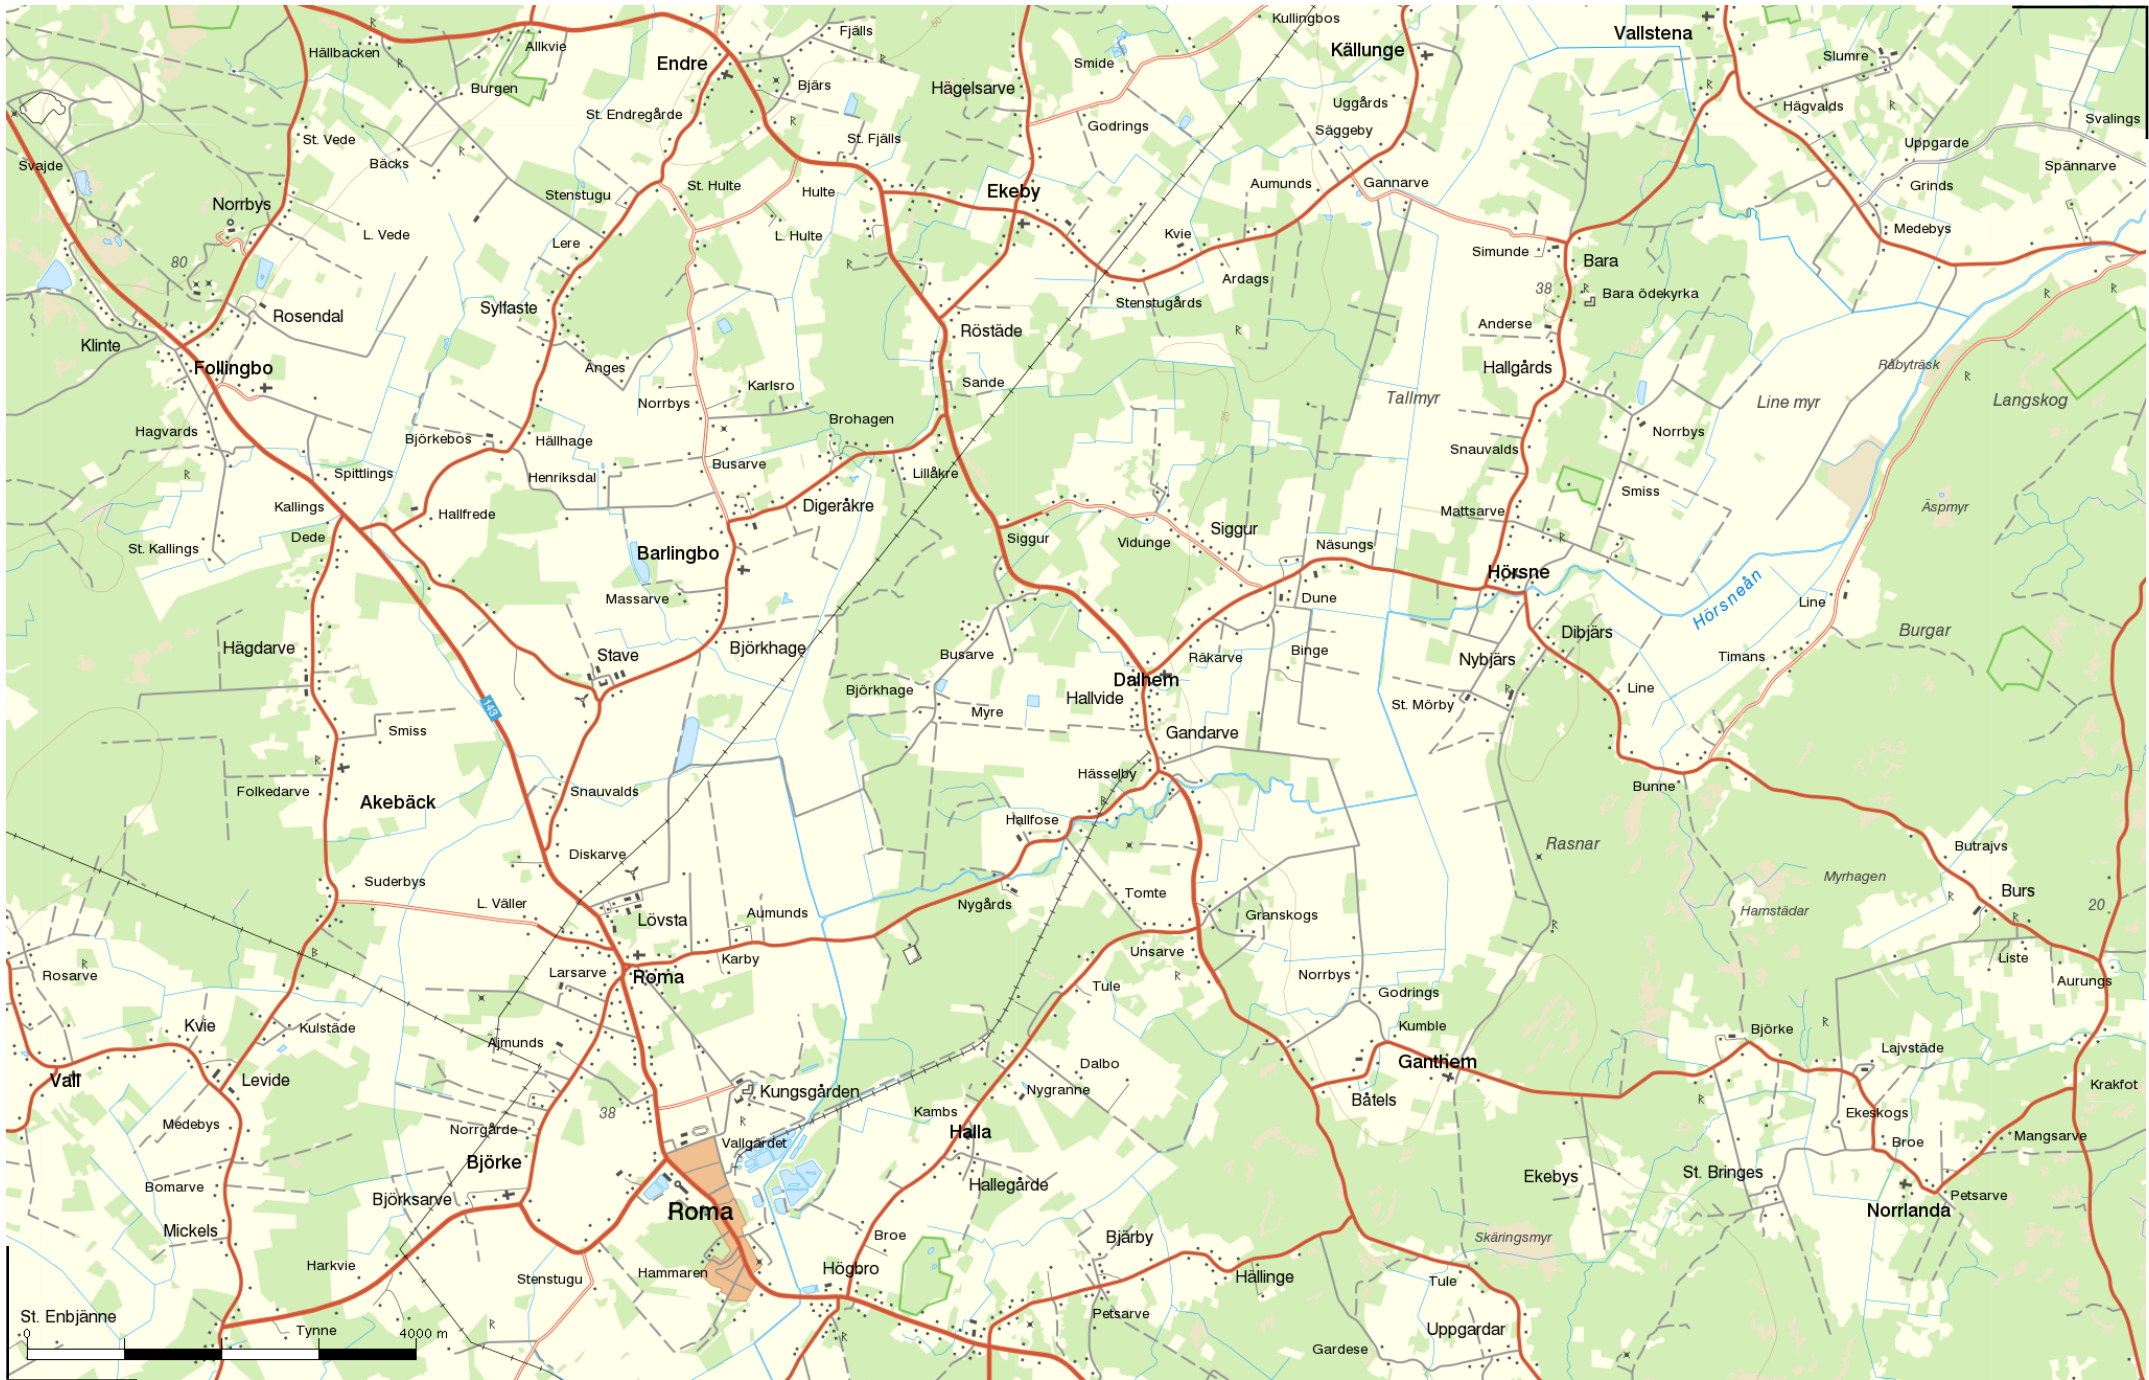 Kullingbos
Vallstena
Fjälls
Källunge
Hällbacken
Allkvie
Endre
Smide
Slumre
Burgen
Bjärs
Hägelsarve
Uggårds
Hägvalds
St. Endregårde
Godrings
Säggeby
Svalings
St. Vede
St. Fjälls
Uppgarde
Svajde
Bäcks
Spännarve
Stenstugu
St. Hulte
Hulte
Ekeby
Aumunds
Gannarve
Grinds
Norrbys
L. Vede
L. Hulte
Kvie
Medebys
Lere
Simunde
Bara
80
Ardags
38
Bara ödekyrka
Sylfaste
Stenstugårds
Rosendal
Röstäde
Anderse
Klinte
Follingbo
Änges
Hallgårds
Råbyträsk
Karlsro
Sande
Norrbys
Tallmyr
Line myr
Langskog
Brohagen
Hagvards
Björkebos
Hällhage
Norrbys
Snauvalds
Spittlings
Henriksdal
Busarve
Lillåkre
Smiss
Kallings
Hallfrede
Digeråkre
Mattsarve
Äspmyr
Dede
Siggur
Vidunge
Siggur
St. Kallings
Barlingbo
Näsungs
Hörsne
Massarve
Dune
Hörsneån
Line
Hägdarve
Stave
Björkhage
Busarve
Räkarve
Binge
Dibjärs
Burgar
Nybjärs
Timans
Dalhem
Björkhage
Hallvide
Line
143
Myre
St. Mörby
Smiss
Gandarve
Hässelby
Folkedarve
Akebäck
Snauvalds
Bunne
Hallfose
Rasnar
Butrajvs
Diskarve
Suderbys
Myrhagen
Burs
Tomte
L. Väller
Lövsta
Aumunds
Nygårds
Granskogs
Hamstädar
20
Unsarve
Karby
Liste
Rosarve
Larsarve
Roma
Norrbys
Tule
Godrings
Aurungs
Kvie
Kulstäde
Kumble
Björke
Ajmunds
Lajvstäde
Vall
Levide
Dalbo
Ganthem
Kungsgården
Nygranne
Båtels
Krakfot
38
Kambs
Ekeskogs
Medebys
Norrgårde
Halla
Vallgärdet
Broe
Mangsarve
Björke
Ekebys
St. Bringes
Bomarve
Björksarve
Hallegårde
Petsarve
Roma
Norrlanda
Mickels
Broe
Bjärby
Skäringsmyr
Harkvie
Stenstugu
Hammaren
Högbro
Hällinge
Tule
St. Enbjänne
Petsarve
0
Tynne
4000 m
Uppgardar
Gardese